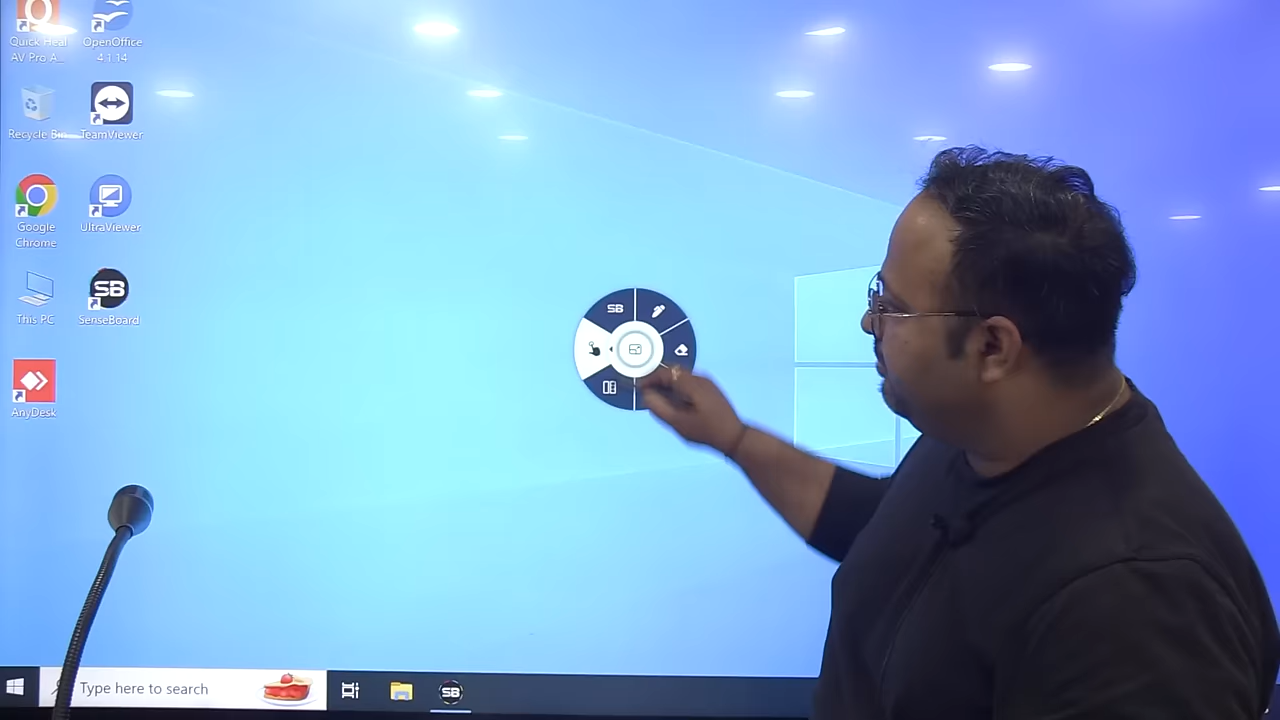 Quick Heal
AV Pro A...
OpenOffice
4.1.14
Recycle Bin
TeamViewer
Google
Chrome
UltraViewer
This PC
SB
SenseBoard
AnyDesk
SB
Type here to search
SB